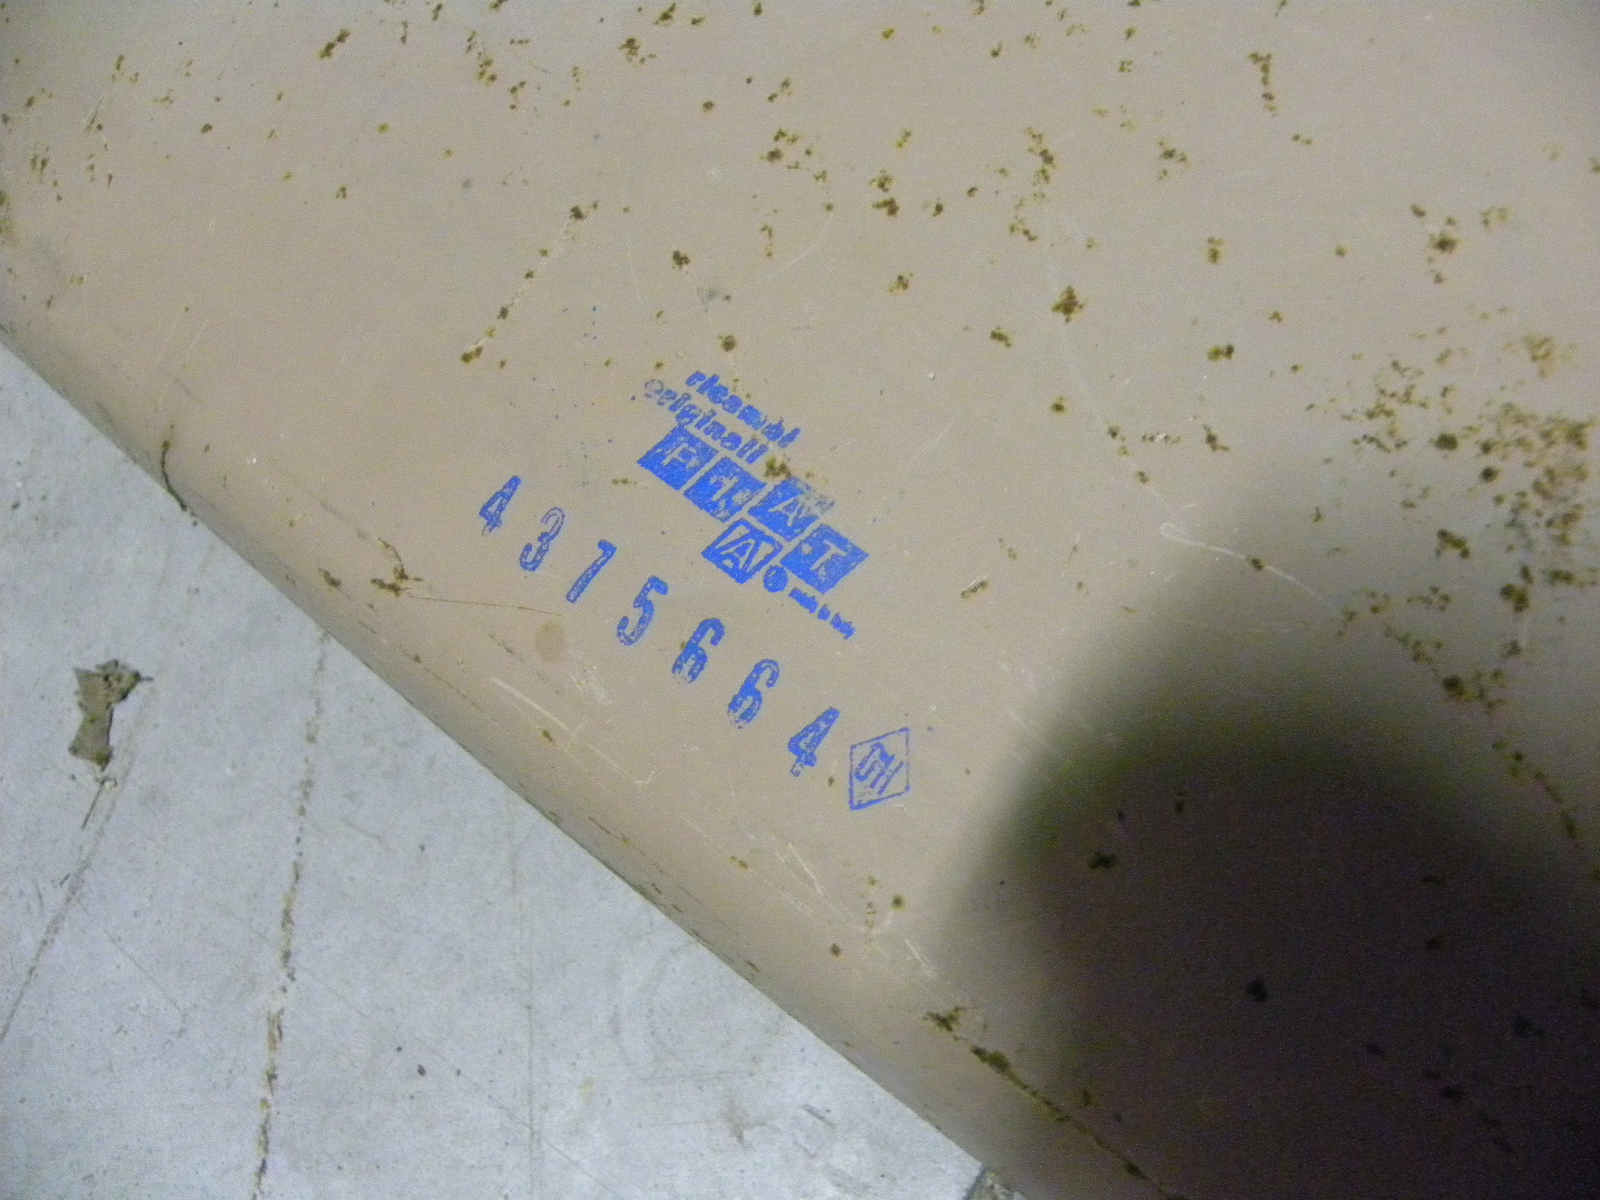 ricambi
originali
FIAT
A
made in Italy
4375664